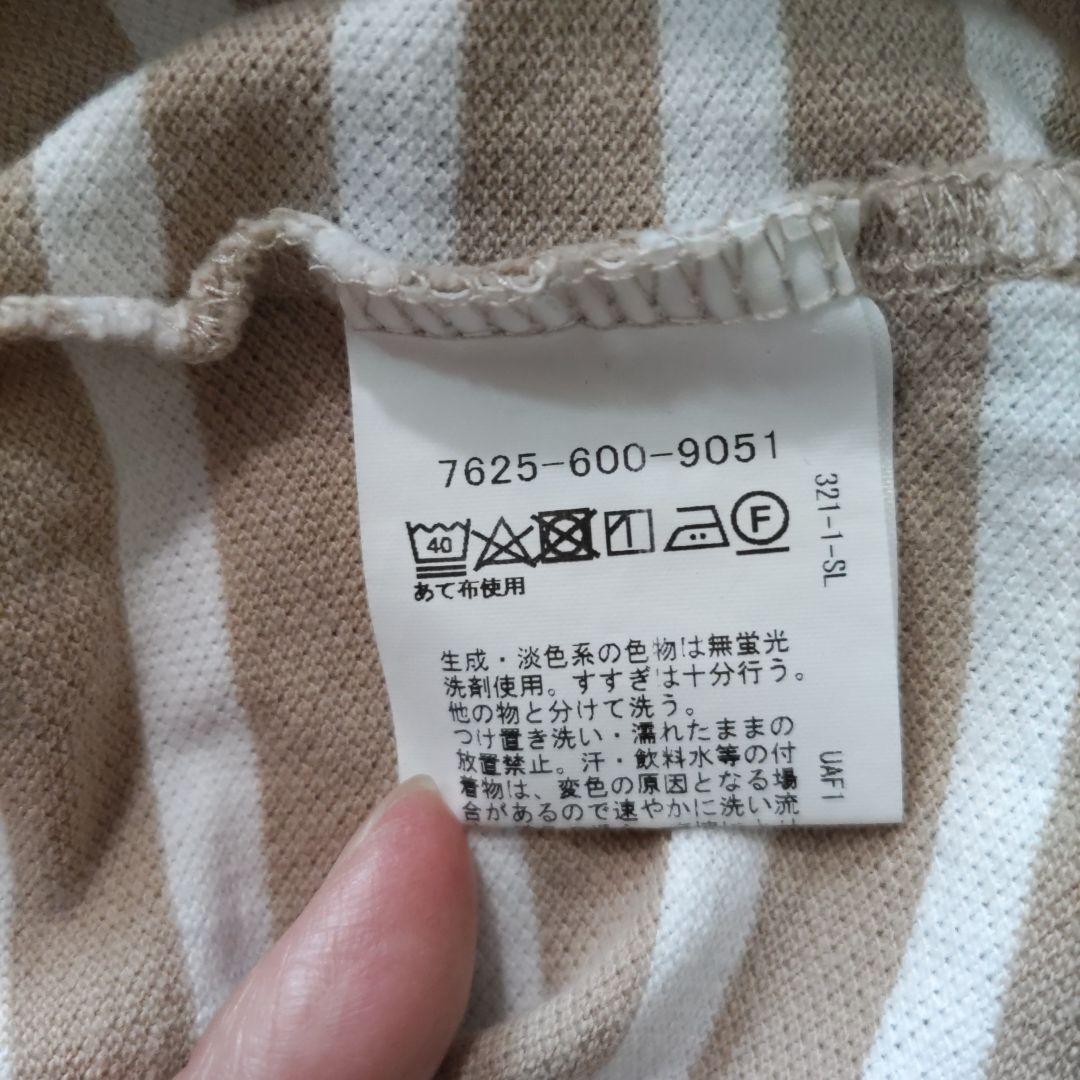 7625-600-9051
40
F
あて布使用
生成・淡色系の色物は無蛍光
洗剤使用。すすぎは十分行う。
他の物と分けて洗う。
つけ置き洗い・濡れたままの
放置禁止。汗・飲料水等の付
着物は、変色の原因となる場
合があるので速やかに洗い流
321-1-SL
UAF1